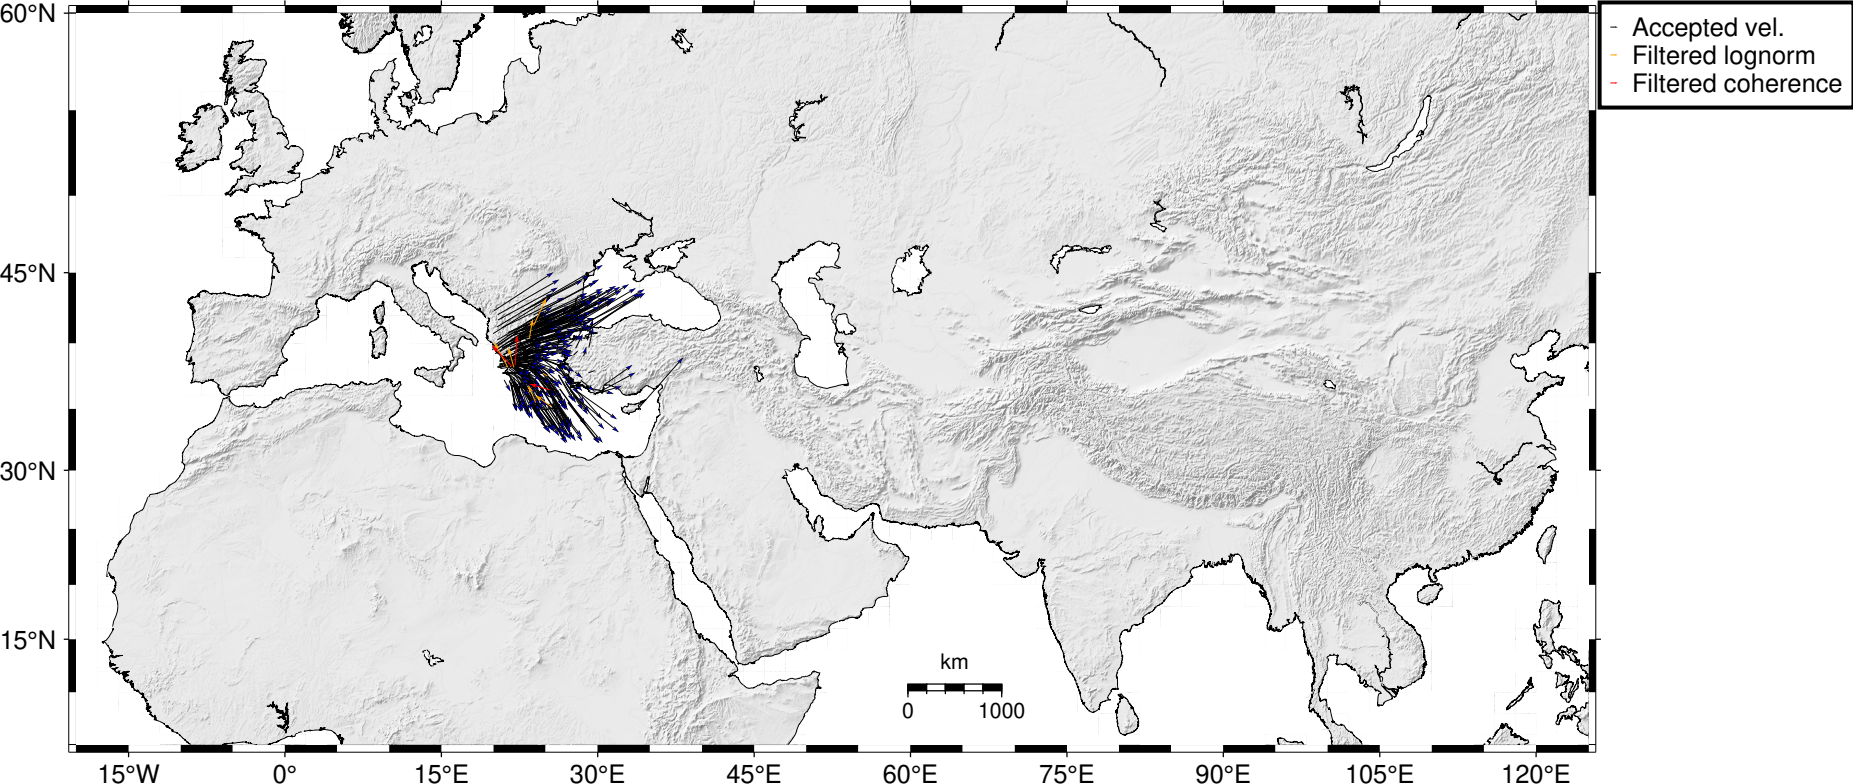 60°N
45°N
30°N
15°N
15°W 0° 15°E 30°E 45°E 60°E 75°E 90°E 105°E 120°E
km
0 1000
Accepted vel.
Filtered lognorm
Filtered coherence